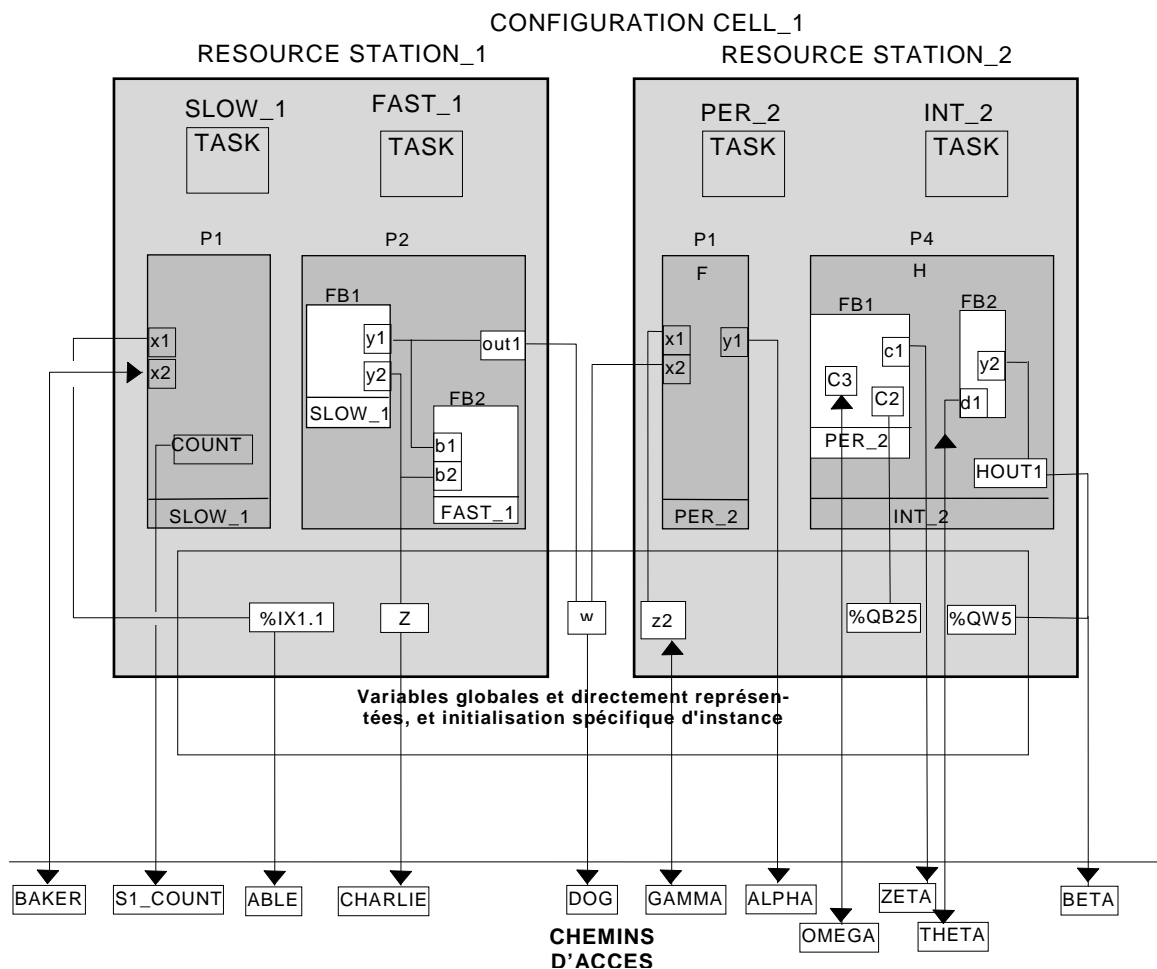 CONFIGURATION CELL_1
RESOURCE STATION_1
RESOURCE STATION_2
SLOW_1
FAST_1
PER_2
INT_2
TASK
TASK
TASK
TASK
P1
P2
P1
P4
F
H
FB1
FB1
FB2
x1
y1
out1
x1
y1
c1
y2
x2
y2
x2
C3
C2
d1
SLOW_1
FB2
COUNT
b1
PER_2
b2
HOUT1
SLOW_1
FAST_1
PER_2
INT_2
%IX1.1
Z
w
z2
%QB25
%QW5
Variables globales et directement représen-
tées, et initialisation spécifique d'instance
BAKER
S1_COUNT
ABLE
CHARLIE
DOG
GAMMA
ALPHA
ZETA
BETA
OMEGA
THETA
CHEMINS
D'ACCES